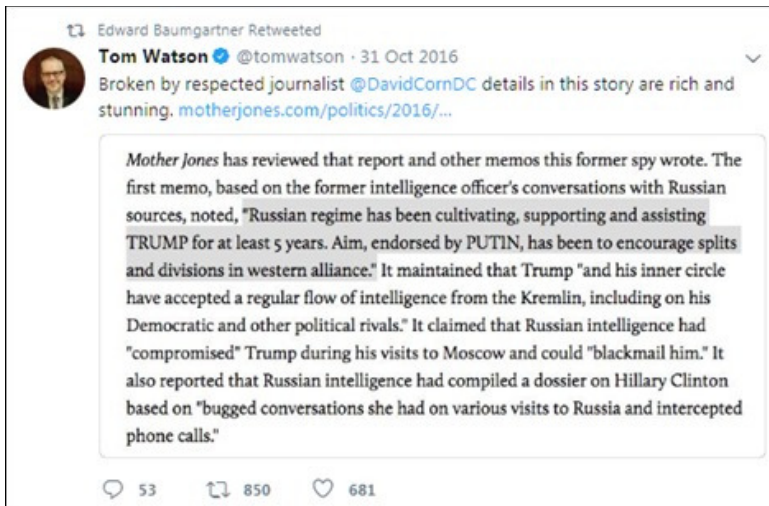 Edward Baumgartner Retweeted
Tom Watson @tomwatson · 31 Oct 2016
Broken by respected journalist @DavidCornDC details in this story are rich and
stunning. motherjones.com/politics/2016/...
Mother Jones has reviewed that report and other memos this former spy wrote. The
first memo, based on the former intelligence officer's conversations with Russian
sources, noted, "Russian regime has been cultivating, supporting and assisting
TRUMP for at least 5 years. Aim, endorsed by PUTIN, has been to encourage splits
and divisions in western alliance." It maintained that Trump "and his inner circle
have accepted a regular flow of intelligence from the Kremlin, including on his
Democratic and other political rivals." It claimed that Russian intelligence had
"compromised" Trump during his visits to Moscow and could "blackmail him." It
also reported that Russian intelligence had compiled a dossier on Hillary Clinton
based on "bugged conversations she had on various visits to Russia and intercepted
phone calls."
53 850 681